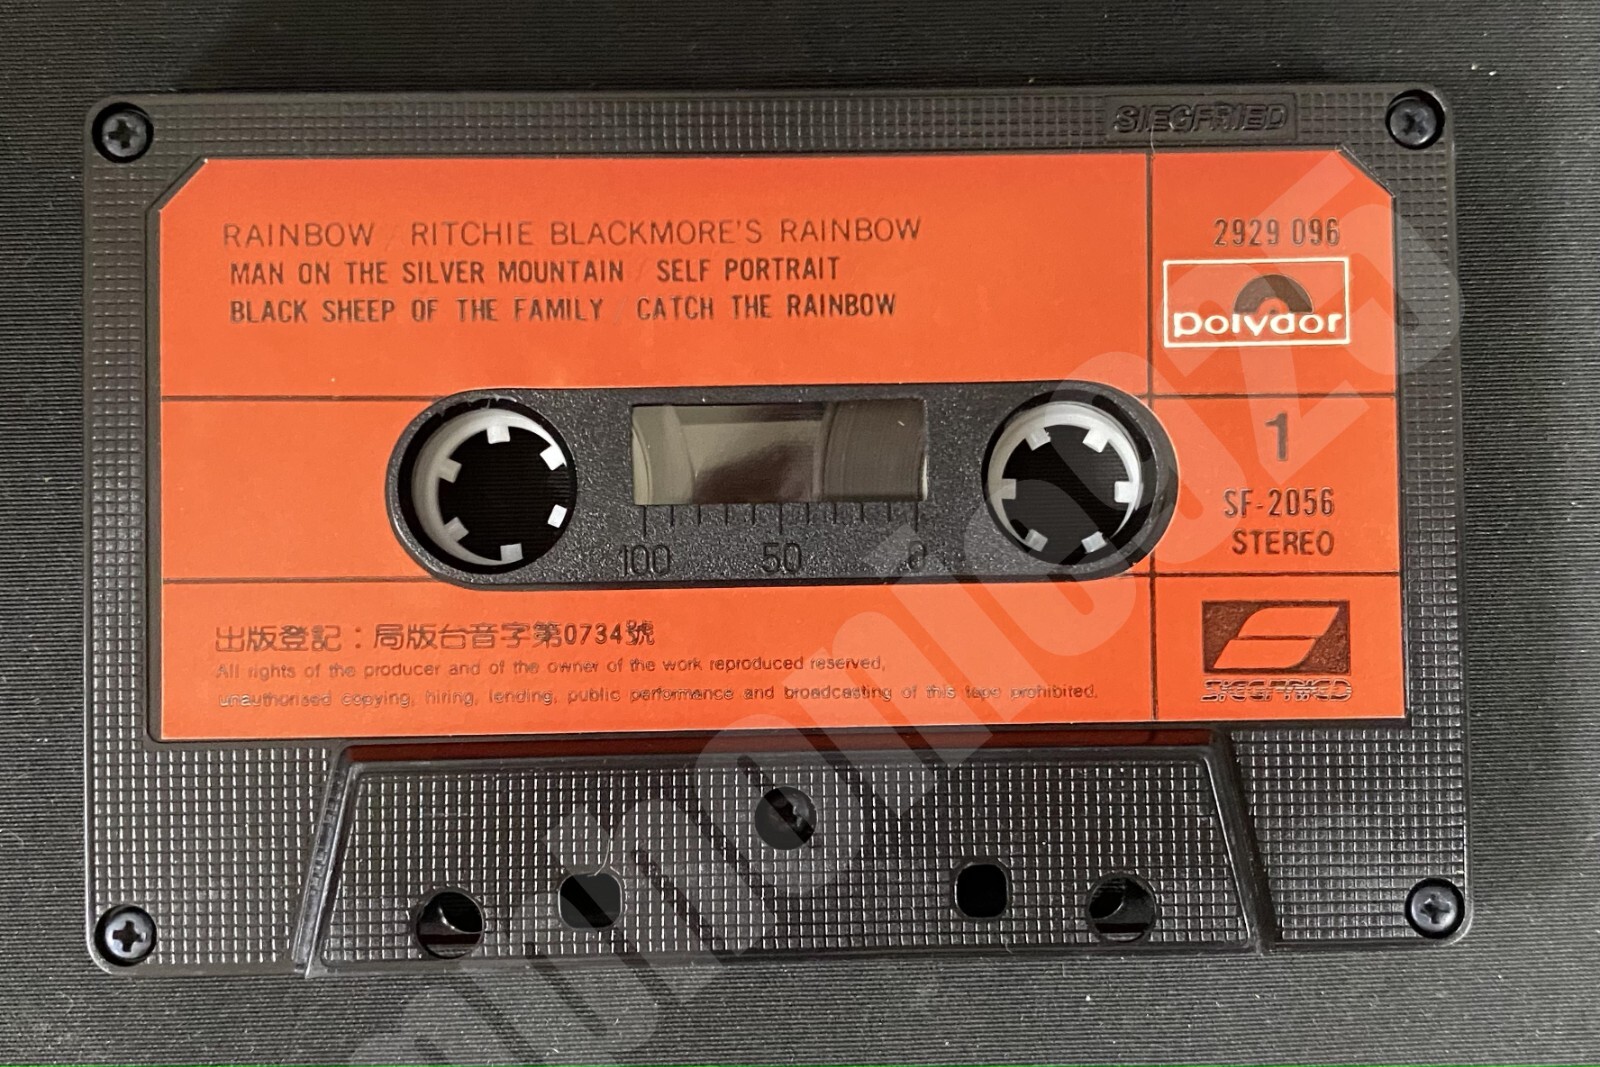 SIEGFRIED
RAINBOW / RITCHIE BLACKMORE'S RAINBOW
MAN ON THE SILVER MOUNTAIN / SELF PORTRAIT
BLACK SHEEP OF THE FAMILY / CATCH THE RAINBOW
2929 096
polydor
1
SF-2056
STEREO
100 50 0
出版登記：局版台音字第0734號
All rights of the producer and of the owner of the work reproduced reserved,
unauthorised copying, hiring, lending, public performance and broadcasting of this tape prohibited.
SIEGFRIED